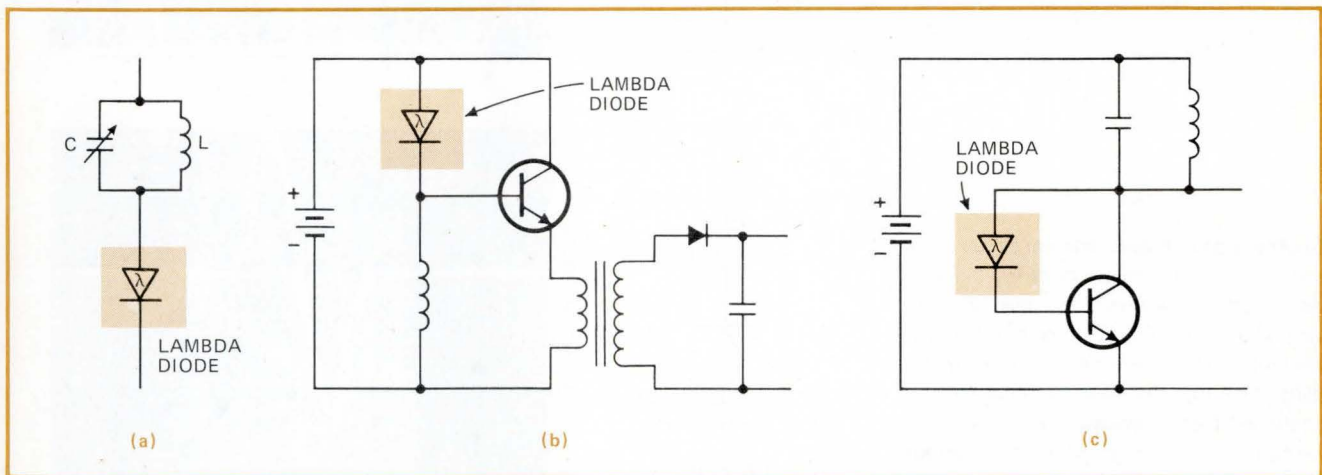 C
L
λ
LAMBDA
DIODE
(a)
+
−
λ
LAMBDA
DIODE
(b)
+
−
LAMBDA
DIODE
λ
(c)